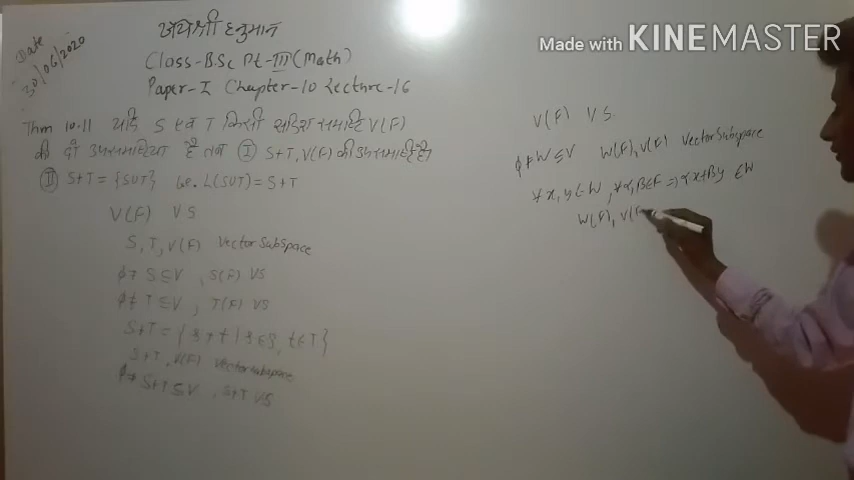 Made with KINEMASTER
Date 30/06/2020
जयश्री हनुमान
Class-B.Sc Pt-III (Math)
Paper-I Chapter-10 Lecture-16
Thm 10.11 यदि S एवं T किसी सदिश समष्टि V(F)
की दो उपसमष्टियाँ हैं तब (I) S+T, V(F) की उपसमष्टि है।
(II) S+T = {SUT} i.e. L(SUT) = S+T
V(F) VS
S, T, V(F) Vector Subspace
ϕ ≠ S ⊆ V , S(F) VS
ϕ ≠ T ⊆ V , T(F) VS
S+T = { s+t | s∈S, t∈T }
S+T, V(F) Vector subspace
ϕ ≠ S+T ⊆ V , S+T VS
V(F) VS
ϕ ≠ W ⊆ V W(F), V(F) Vector Subspace
∀ x, y ∈ W , ∀ α, β ∈ F ⇒ αx+βy ∈ W
W(F), V(F